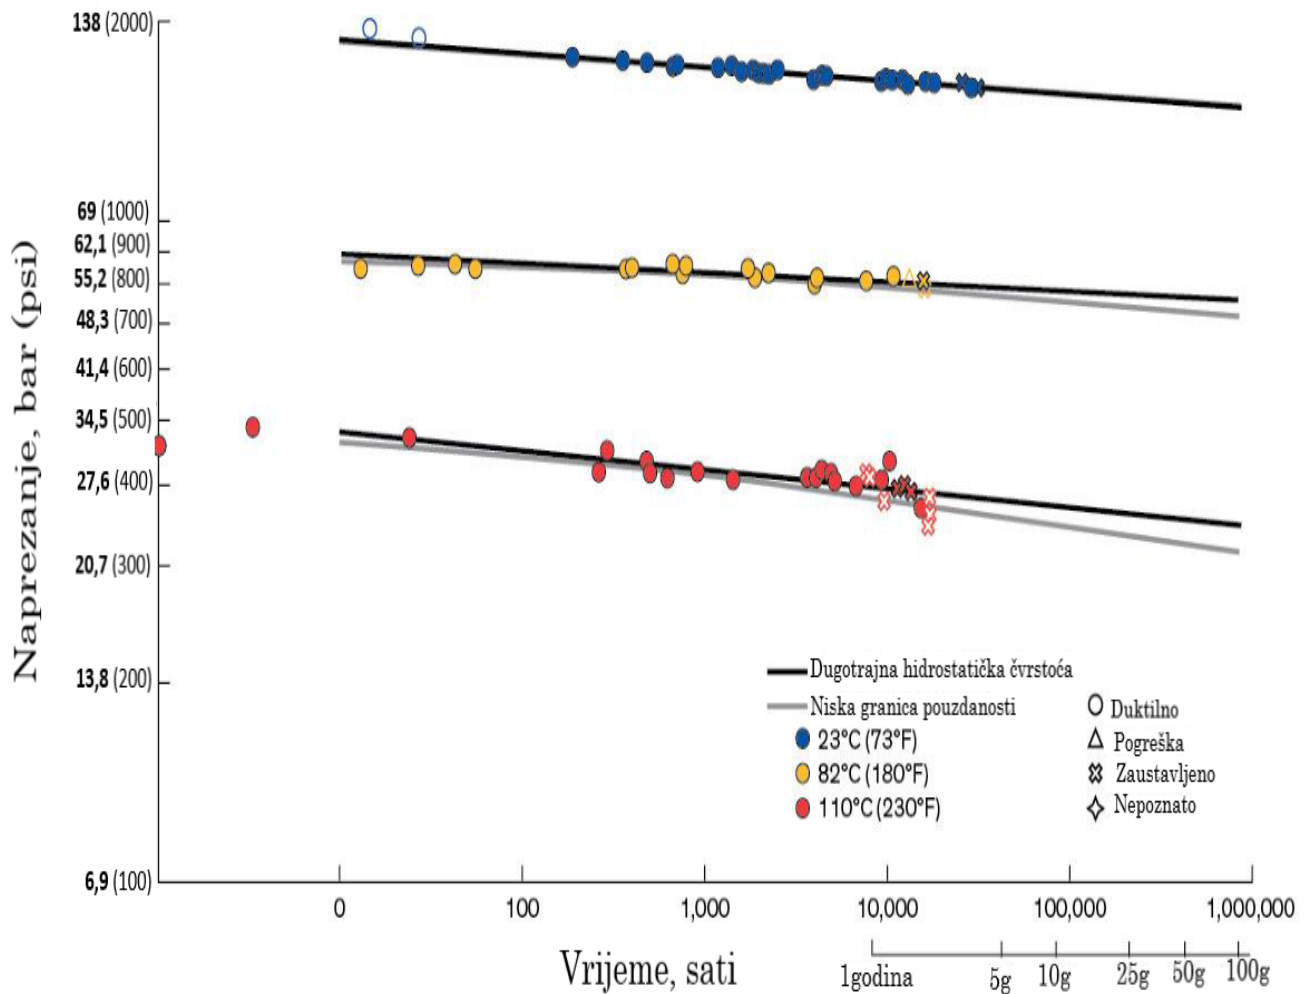 Naprezanje, bar (psi)
138 (2000)
69 (1000)
62,1 (900)
55,2 (800)
48,3 (700)
41,4 (600)
34,5 (500)
27,6 (400)
20,7 (300)
13,8 (200)
6,9 (100)
Dugotrajna hidrostatička čvrstoća
Niska granica pouzdanosti
23°C (73°F)
82°C (180°F)
110°C (230°F)
Duktilno
Pogreška
Zaustavljeno
Nepoznato
0 100 1,000 10,000 100,000 1,000,000
Vrijeme, sati
1godina 5g 10g 25g 50g 100g